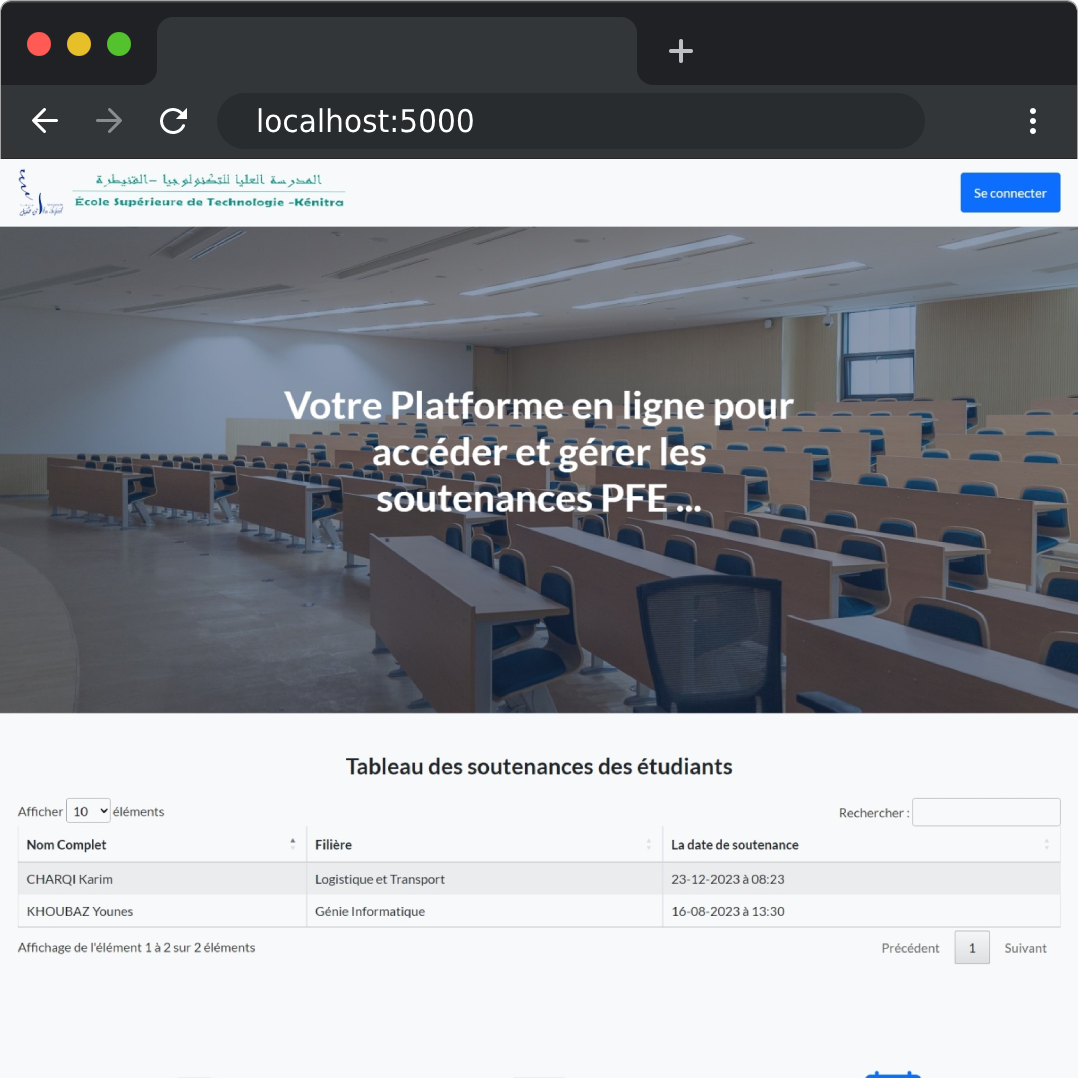 localhost:5000
المدرسة العليا للتكنولوجيا -القنيطرة
École Supérieure de Technologie -Kénitra
Se connecter
Votre Platforme en ligne pour
accéder et gérer les
soutenances PFE ...
Tableau des soutenances des étudiants
Afficher 10 éléments
Rechercher :
Nom Complet Filière La date de soutenance
CHARQI Karim Logistique et Transport 23-12-2023 à 08:23
KHOUBAZ Younes Génie Informatique 16-08-2023 à 13:30
Affichage de l'élément 1 à 2 sur 2 éléments
Précédent 1 Suivant